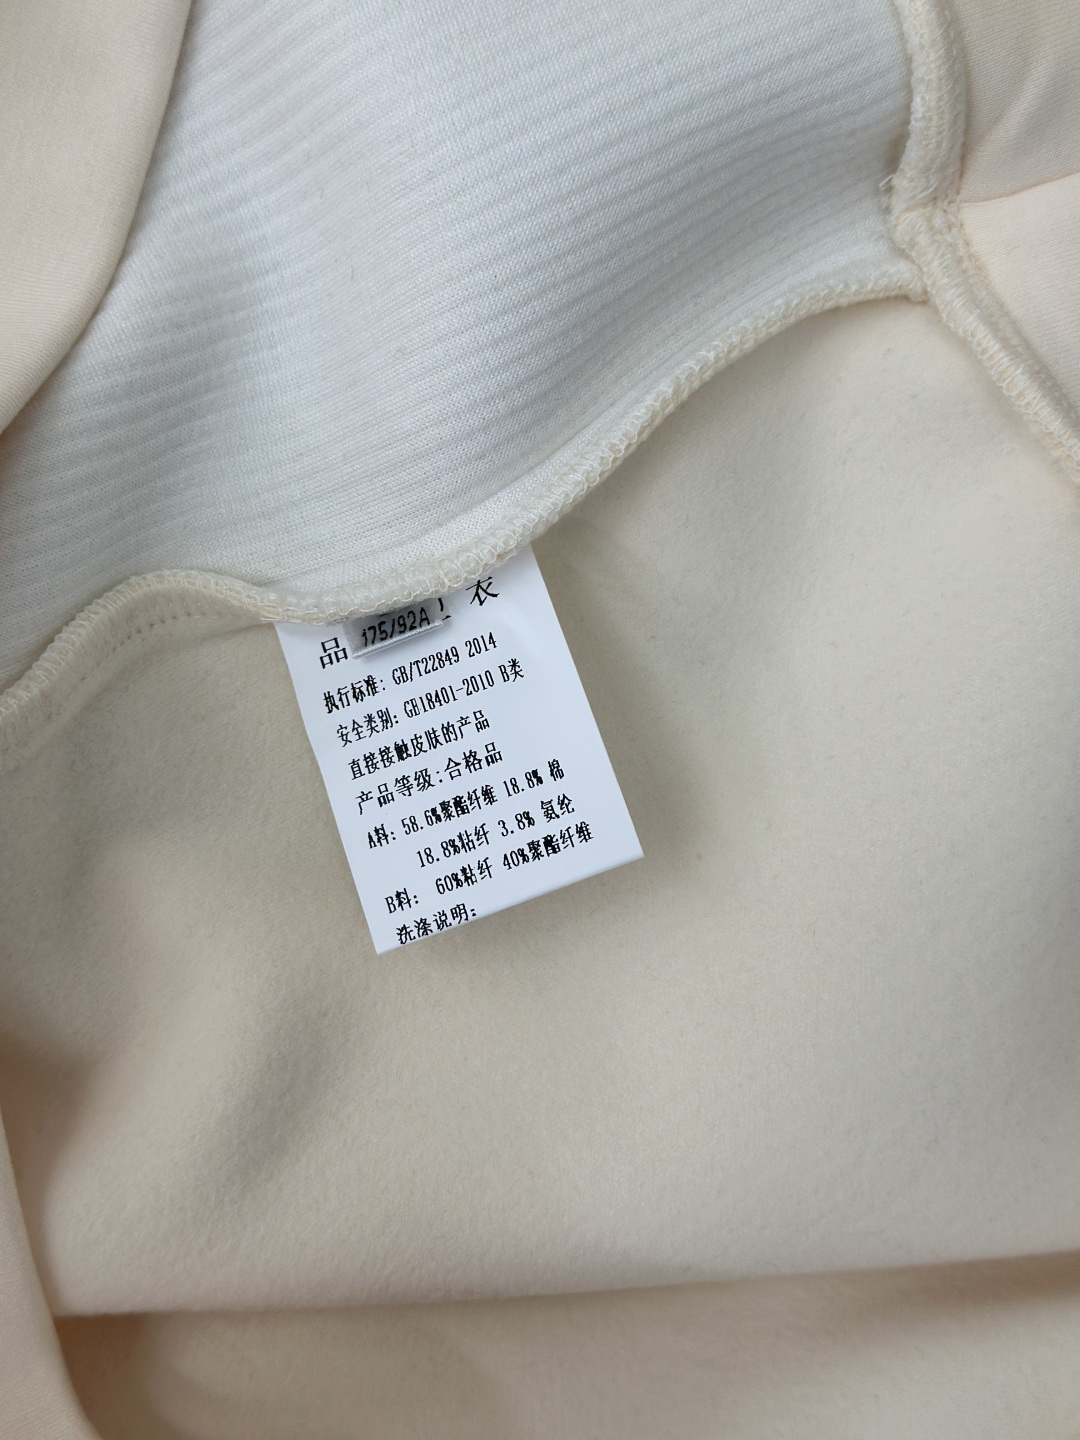 品
175/92A
衣
执行标准: GB/T22849 2014
安全类别: GB18401-2010 B类
直接接触皮肤的产品
产品等级:合格品
A料: 58.6%聚酯纤维 18.8% 棉
18.8%粘纤 3.8% 氨纶
B料: 60%粘纤 40%聚酯纤维
洗涤说明: